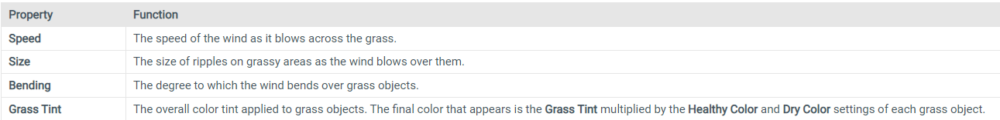 Property Function
Speed The speed of the wind as it blows across the grass.
Size The size of ripples on grassy areas as the wind blows over them.
Bending The degree to which the wind bends over grass objects.
Grass Tint The overall color tint applied to grass objects. The final color that appears is the Grass Tint multiplied by the Healthy Color and Dry Color settings of each grass object.